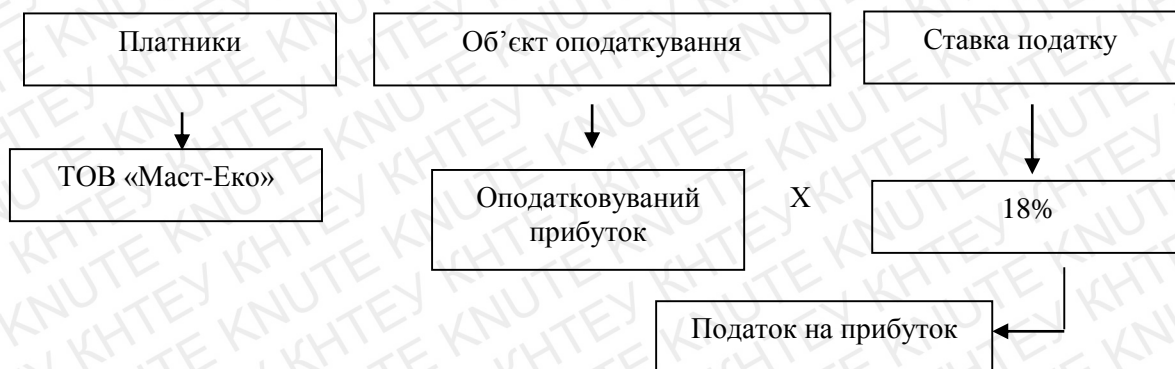 Платники
Об’єкт оподаткування
Ставка податку
ТОВ «Маст-Еко»
Оподатковуваний
прибуток
Х
18%
Податок на прибуток